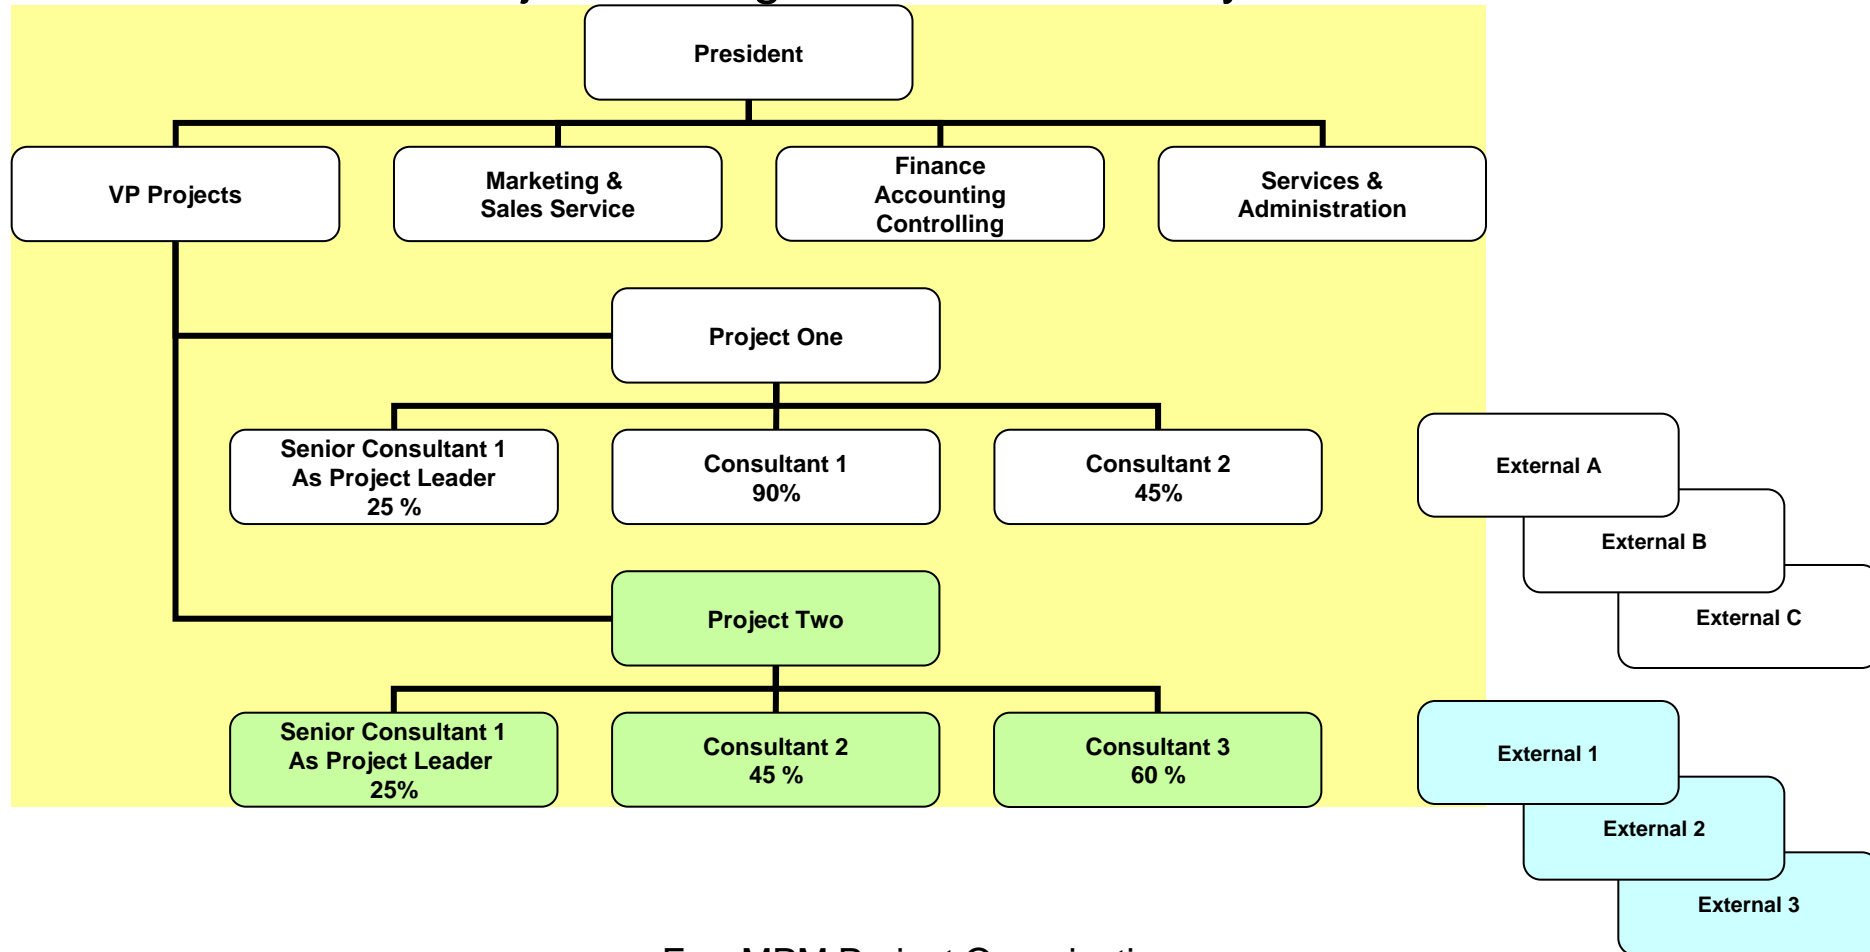 President
VP Projects
Marketing &
Sales Service
Finance
Accounting
Controlling
Services &
Administration
Project One
Senior Consultant 1
As Project Leader
25 %
Consultant 1
90%
Consultant 2
45%
External A
External B
External C
Project Two
Senior Consultant 1
As Project Leader
25%
Consultant 2
45 %
Consultant 3
60 %
External 1
External 2
External 3